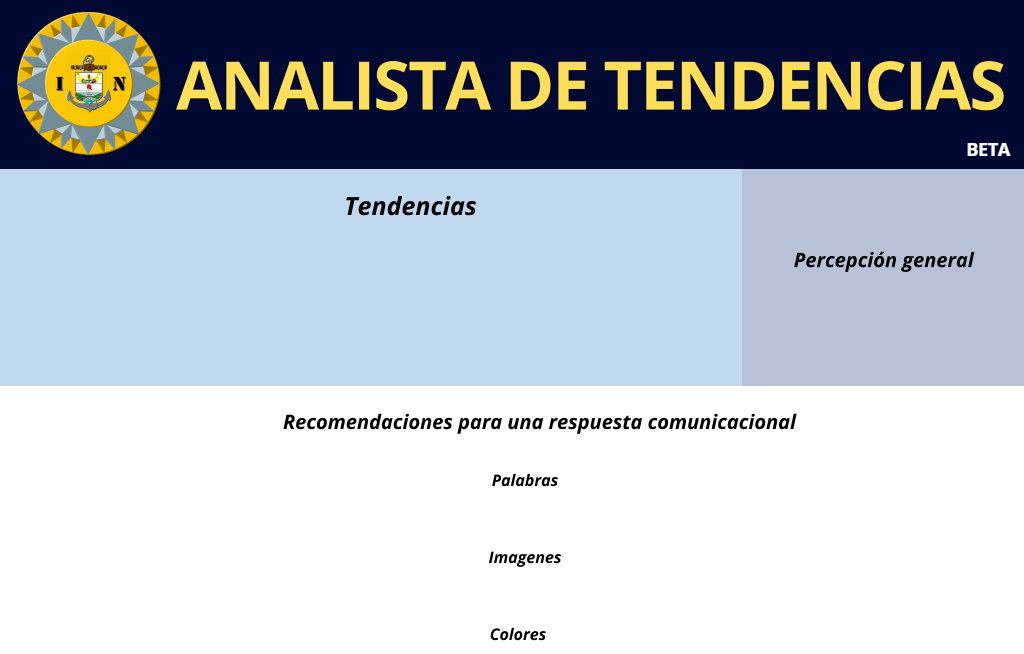 I N
ANALISTA DE TENDENCIAS
BETA
Tendencias
Percepción general
Recomendaciones para una respuesta comunicacional
Palabras
Imagenes
Colores